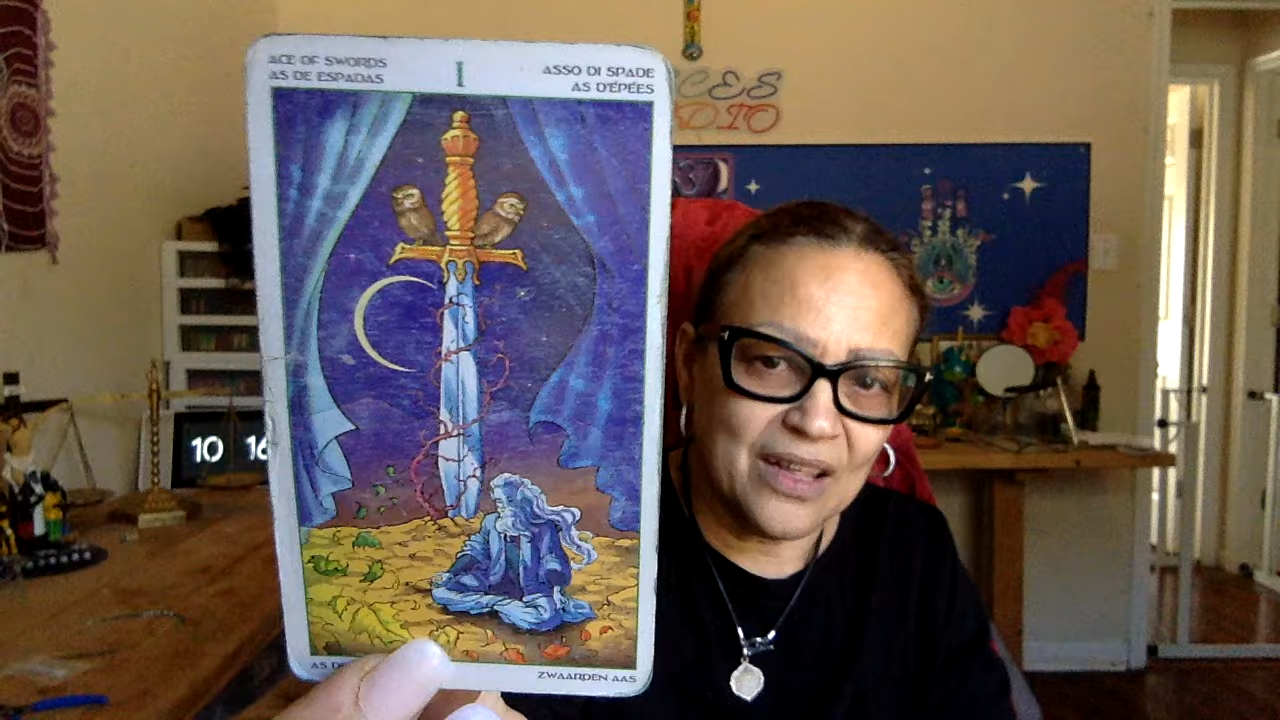 ACE OF SWORDS
AS DE ESPADAS
I
ASSO DI SPADE
AS D'ÉPÉES
10 16
ZWAARDEN AAS